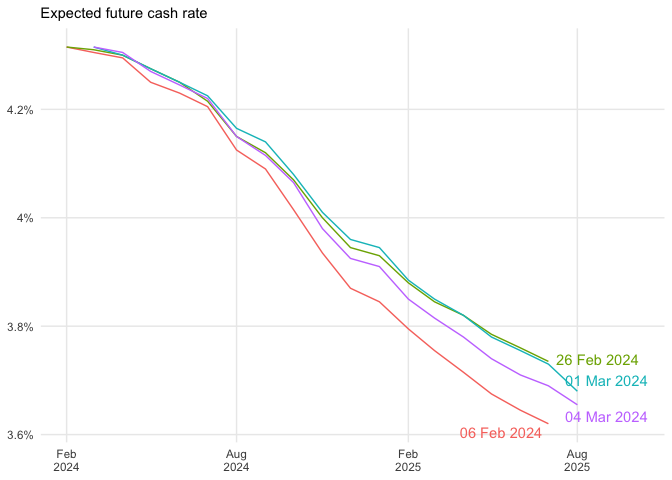 Expected future cash rate
4.2%
4%
3.8%
3.6%
26 Feb 2024
01 Mar 2024
04 Mar 2024
06 Feb 2024
Feb
2024
Aug
2024
Feb
2025
Aug
2025